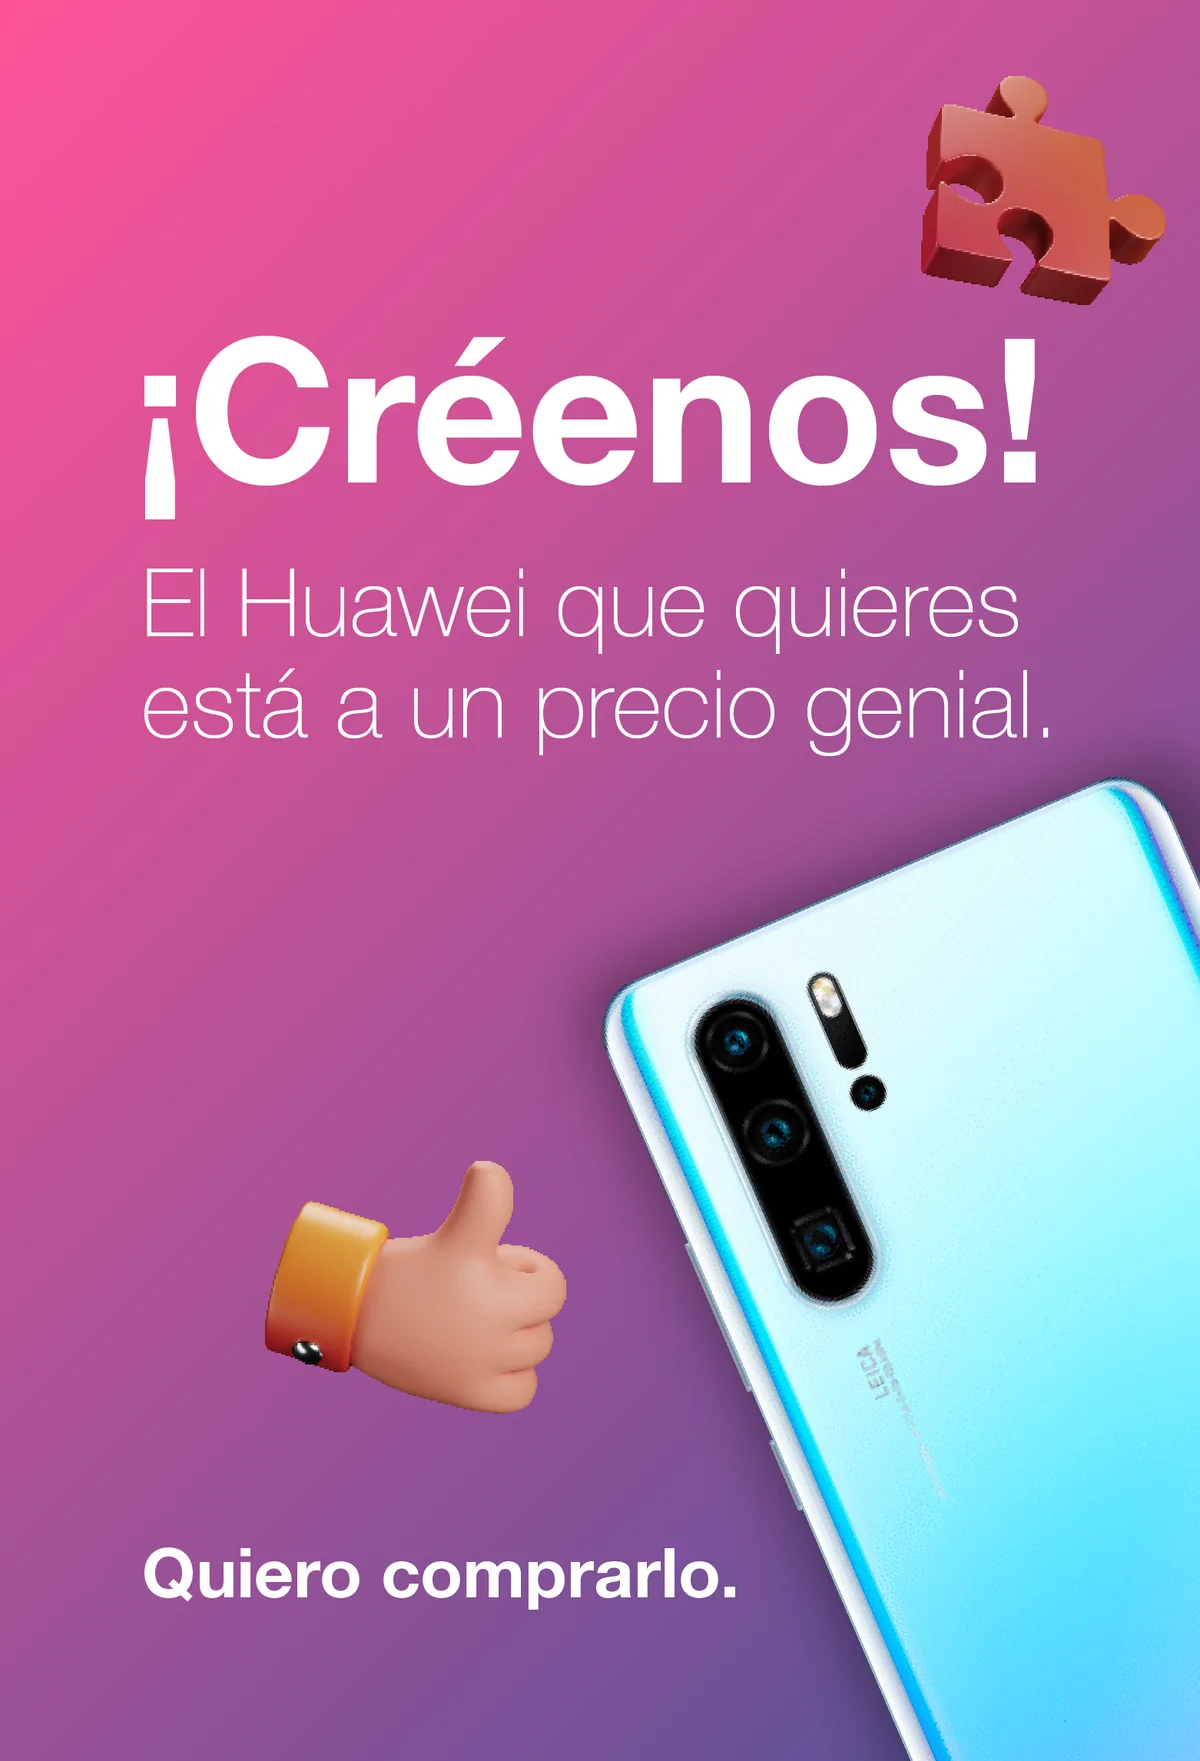 ¡Créenos!
El Huawei que quieres
está a un precio genial.
LEICA
Quiero comprarlo.